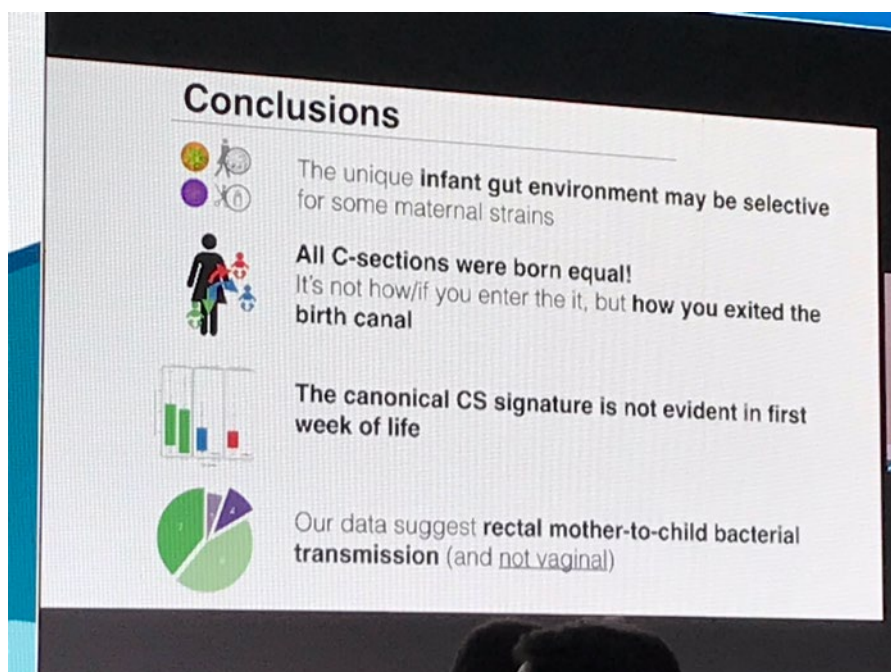 Conclusions
The unique infant gut environment may be selective
for some maternal strains
All C-sections were born equal!
It's not how/if you enter the it, but how you exited the
birth canal
The canonical CS signature is not evident in first
week of life
Our data suggest rectal mother-to-child bacterial
transmission (and not vaginal)